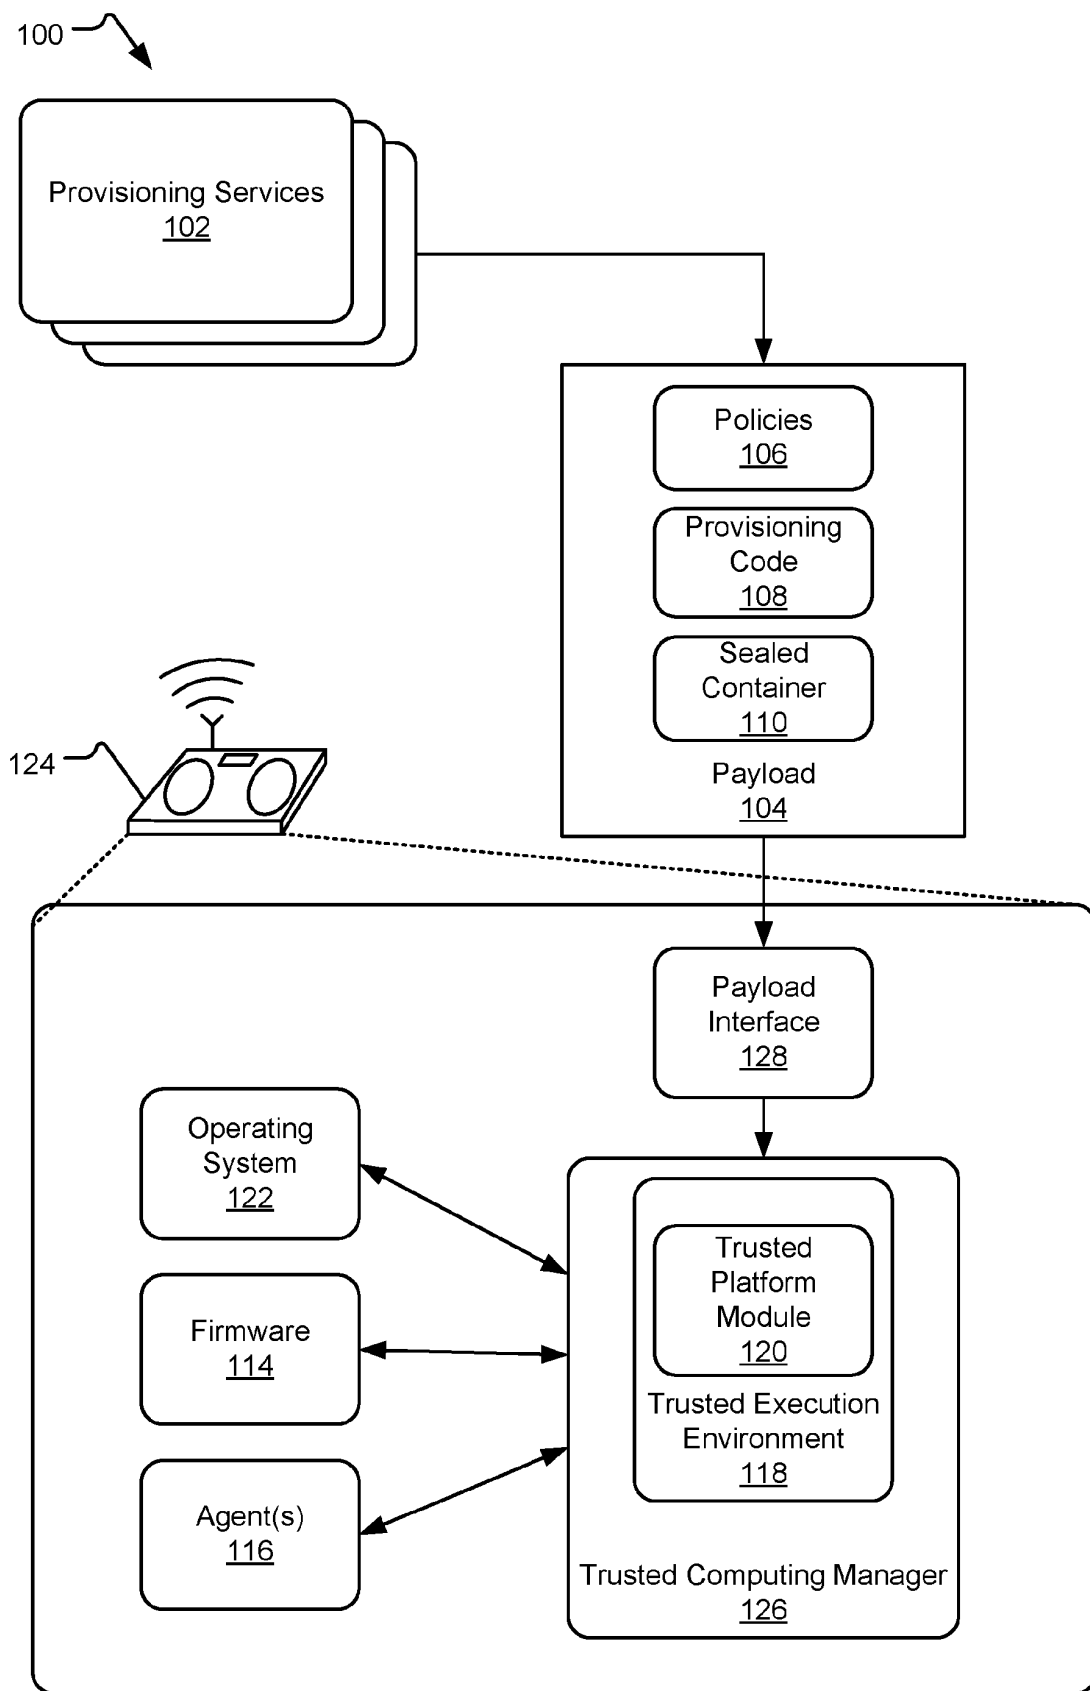 100
Provisioning Services
102
Policies
106
Provisioning
Code
108
Sealed
Container
110
Payload
104
124
Payload
Interface
128
Operating
System
122
Firmware
114
Agent(s)
116
Trusted
Platform
Module
120
Trusted Execution
Environment
118
Trusted Computing Manager
126